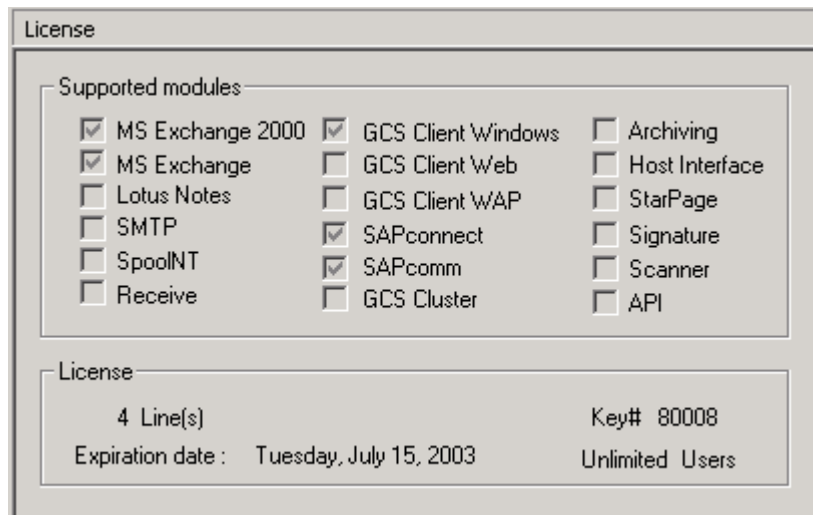 License
Supported modules
MS Exchange 2000
MS Exchange
Lotus Notes
SMTP
SpoolNT
Receive
GCS Client Windows
GCS Client Web
GCS Client WAP
SAPconnect
SAPcomm
GCS Cluster
Archiving
Host Interface
StarPage
Signature
Scanner
API
License
4 Line(s)
Key# 80008
Expiration date : Tuesday, July 15, 2003
Unlimited Users